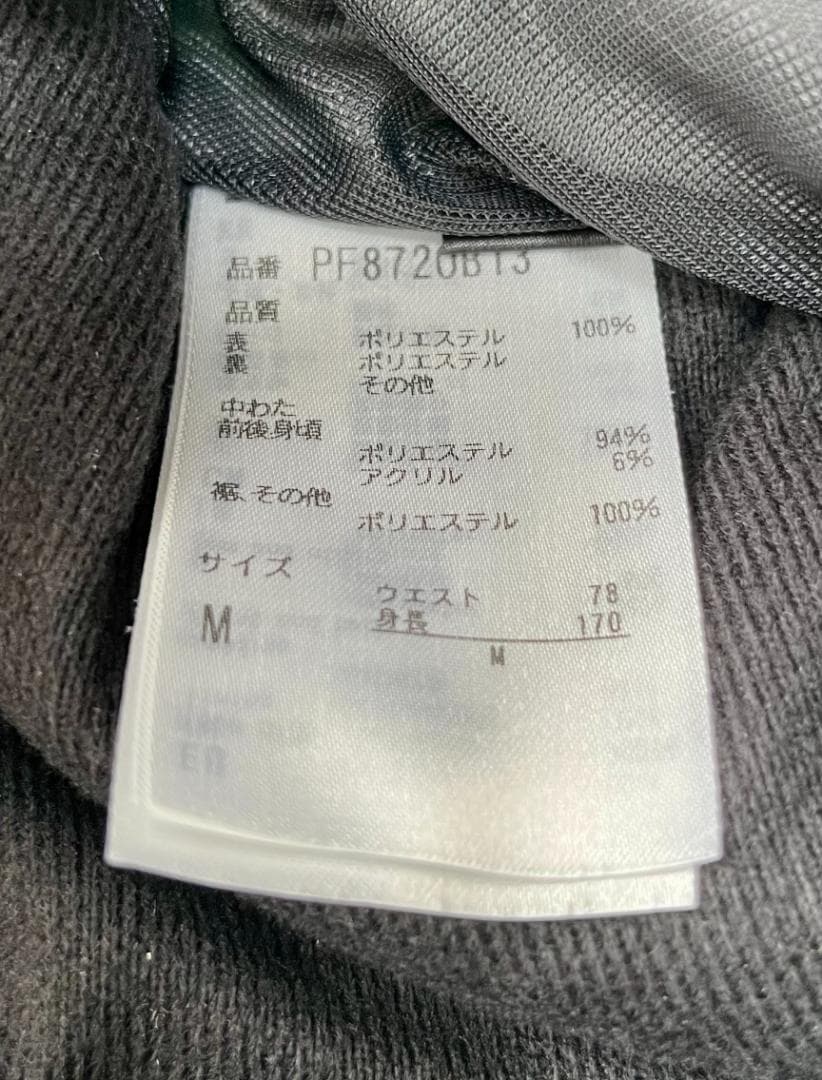 品番 PF8720B13
品質
表 ポリエステル 100%
裏 ポリエステル
その他
中わた
前後身頃
ポリエステル 94%
アクリル 6%
裾、その他
ポリエステル 100%
サイズ
ウエスト 78
M 身長 170
M